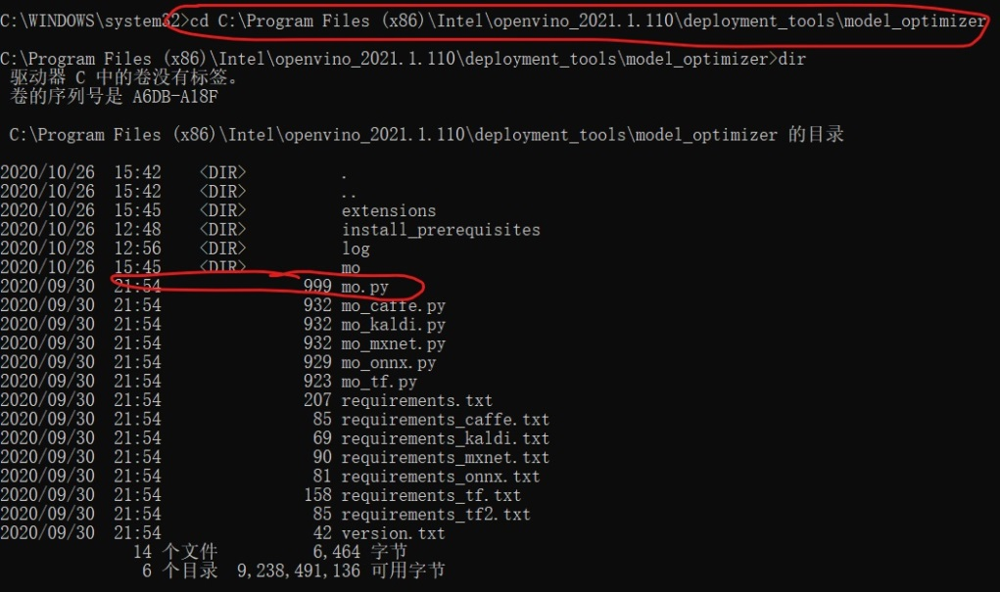 C:\WINDOWS\system32>cd C:\Program Files (x86)\Intel\openvino_2021.1.110\deployment_tools\model_optimizer
C:\Program Files (x86)\Intel\openvino_2021.1.110\deployment_tools\model_optimizer>dir
驱动器 C 中的卷没有标签。
卷的序列号是 A6DB-A18F
C:\Program Files (x86)\Intel\openvino_2021.1.110\deployment_tools\model_optimizer 的目录
2020/10/26 15:42 <DIR> .
2020/10/26 15:42 <DIR> ..
2020/10/26 15:45 <DIR> extensions
2020/10/26 12:48 <DIR> install_prerequisites
2020/10/28 12:56 <DIR> log
2020/10/26 15:45 <DIR> mo
2020/09/30 21:54 999 mo.py
2020/09/30 21:54 932 mo_caffe.py
2020/09/30 21:54 932 mo_kaldi.py
2020/09/30 21:54 932 mo_mxnet.py
2020/09/30 21:54 929 mo_onnx.py
2020/09/30 21:54 923 mo_tf.py
2020/09/30 21:54 207 requirements.txt
2020/09/30 21:54 85 requirements_caffe.txt
2020/09/30 21:54 69 requirements_kaldi.txt
2020/09/30 21:54 90 requirements_mxnet.txt
2020/09/30 21:54 81 requirements_onnx.txt
2020/09/30 21:54 158 requirements_tf.txt
2020/09/30 21:54 85 requirements_tf2.txt
2020/09/30 21:54 42 version.txt
14 个文件 6,464 字节
6 个目录 9,238,491,136 可用字节